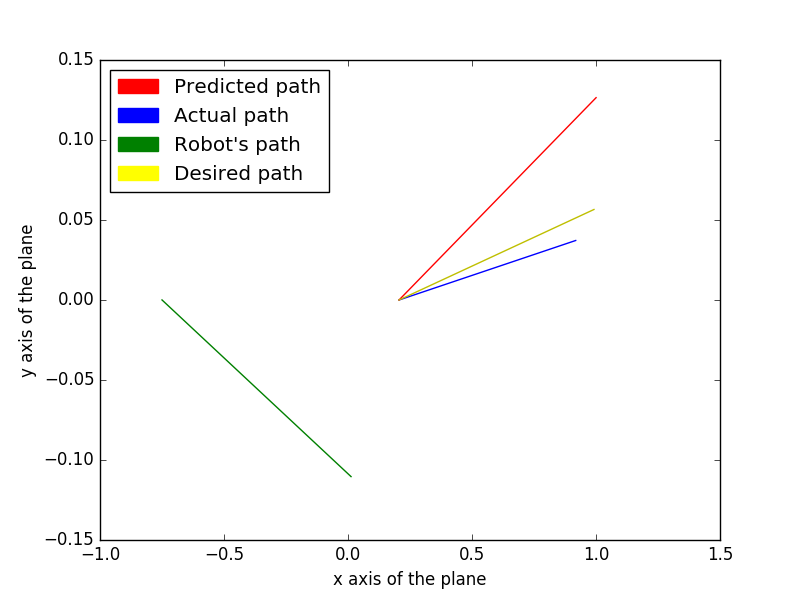 0.15
0.10
0.05
0.00
−0.05
−0.10
−0.15
y axis of the plane
Predicted path
Actual path
Robot's path
Desired path
−1.0 −0.5 0.0 0.5 1.0 1.5
x axis of the plane